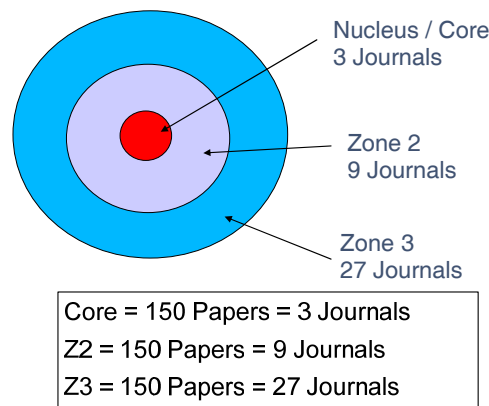 Nucleus / Core
3 Journals
Zone 2
9 Journals
Zone 3
27 Journals
Core = 150 Papers = 3 Journals
Z2 = 150 Papers = 9 Journals
Z3 = 150 Papers = 27 Journals